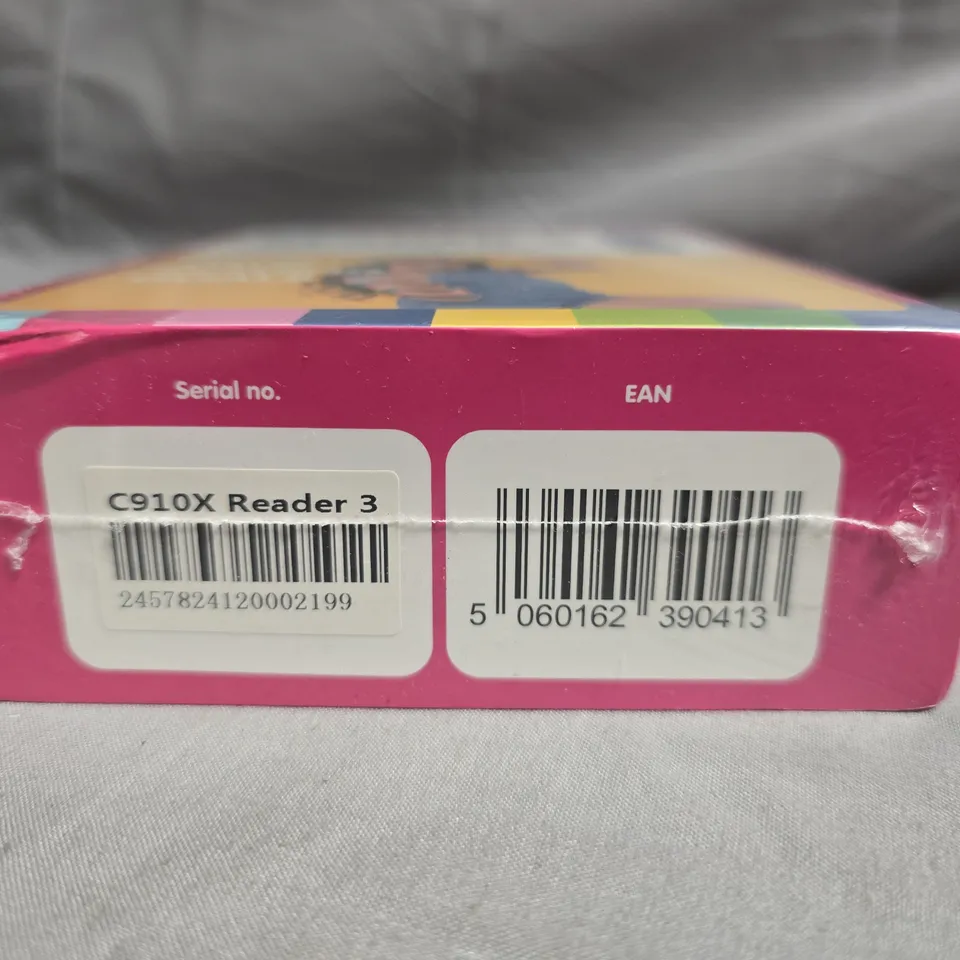 Serial no.
C910X Reader 3
2457824120002199
EAN
5 060162 390413